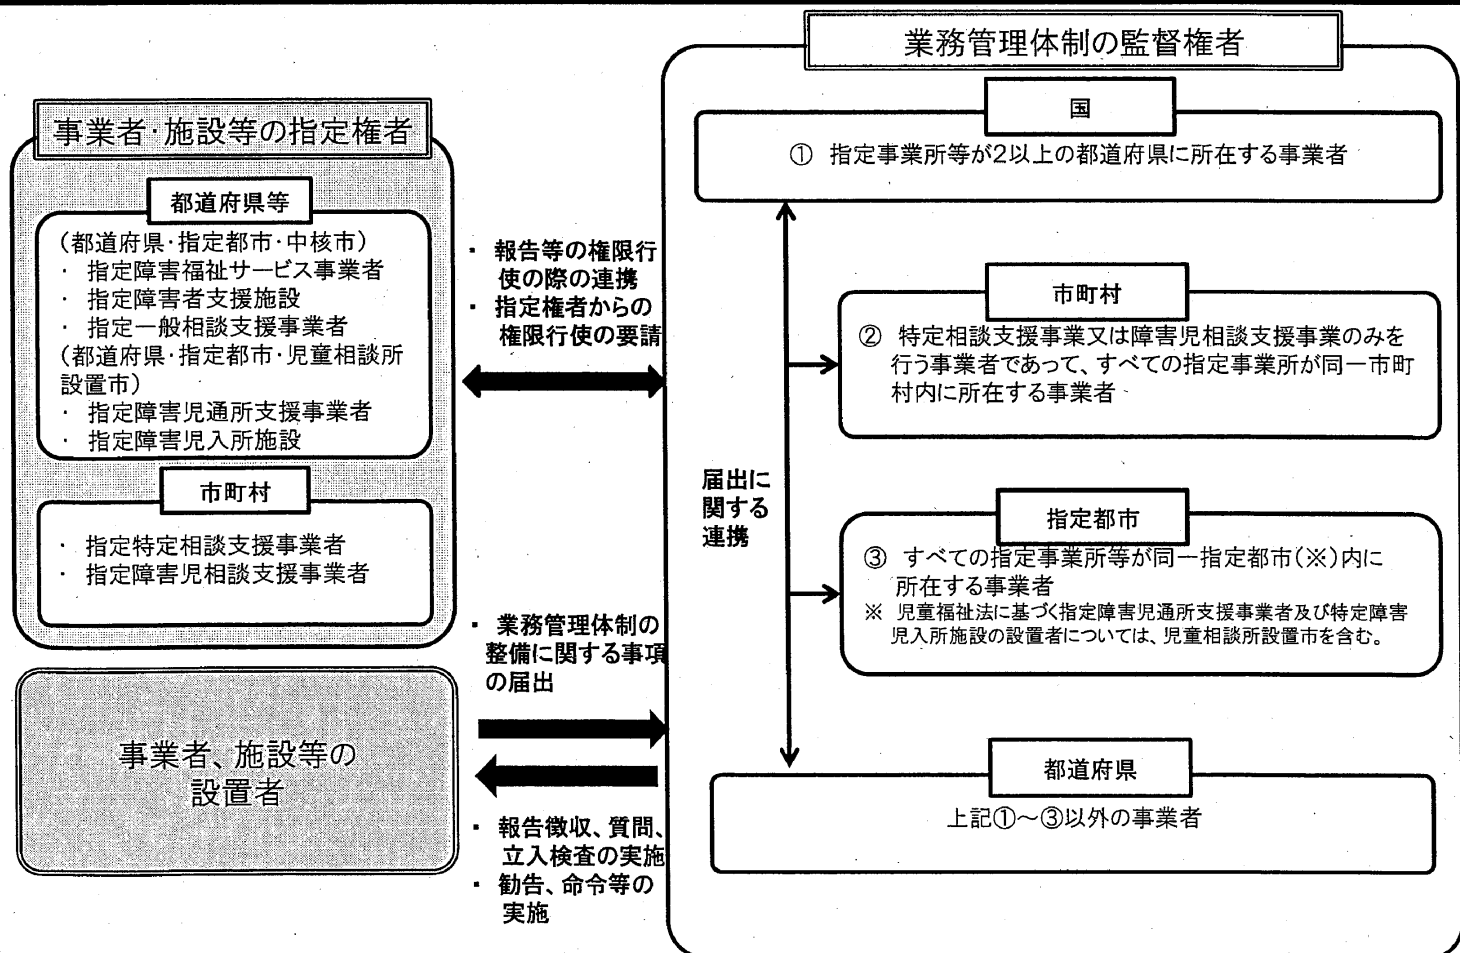 事業者・施設等の指定権者
都道府県等
(都道府県・指定都市・中核市)
・ 指定障害福祉サービス事業者
・ 指定障害者支援施設
・ 指定一般相談支援事業者
(都道府県・指定都市・児童相談所
設置市)
・ 指定障害児通所支援事業者
・ 指定障害児入所施設
市町村
・ 指定特定相談支援事業者
・ 指定障害児相談支援事業者
事業者、施設等の
設置者
・ 報告等の権限行
使の際の連携
・ 指定権者からの
権限行使の要請
・ 業務管理体制の
整備に関する事項
の届出
・ 報告徴収、質問、
立入検査の実施
・ 勧告、命令等の
実施
業務管理体制の監督権者
国
① 指定事業所等が2以上の都道府県に所在する事業者
市町村
② 特定相談支援事業又は障害児相談支援事業のみを
行う事業者であって、すべての指定事業所が同一市町
村内に所在する事業者
届出に
関する
連携
指定都市
③ すべての指定事業所等が同一指定都市(※)内に
所在する事業者
※ 児童福祉法に基づく指定障害児通所支援事業者及び特定障害
児入所施設の設置者については、児童相談所設置市を含む。
都道府県
上記①～③以外の事業者